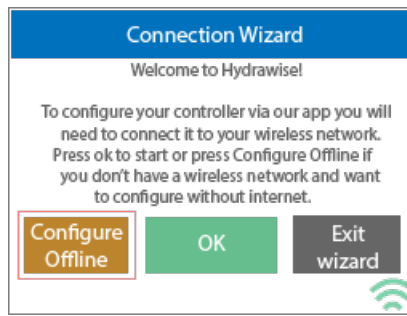 Connection Wizard
Welcome to Hydrawise!
To configure your controller via our app you will
need to connect it to your wireless network.
Press ok to start or press Configure Offline if
you don't have a wireless network and want
to configure without internet.
Configure
Offline
OK
Exit
wizard